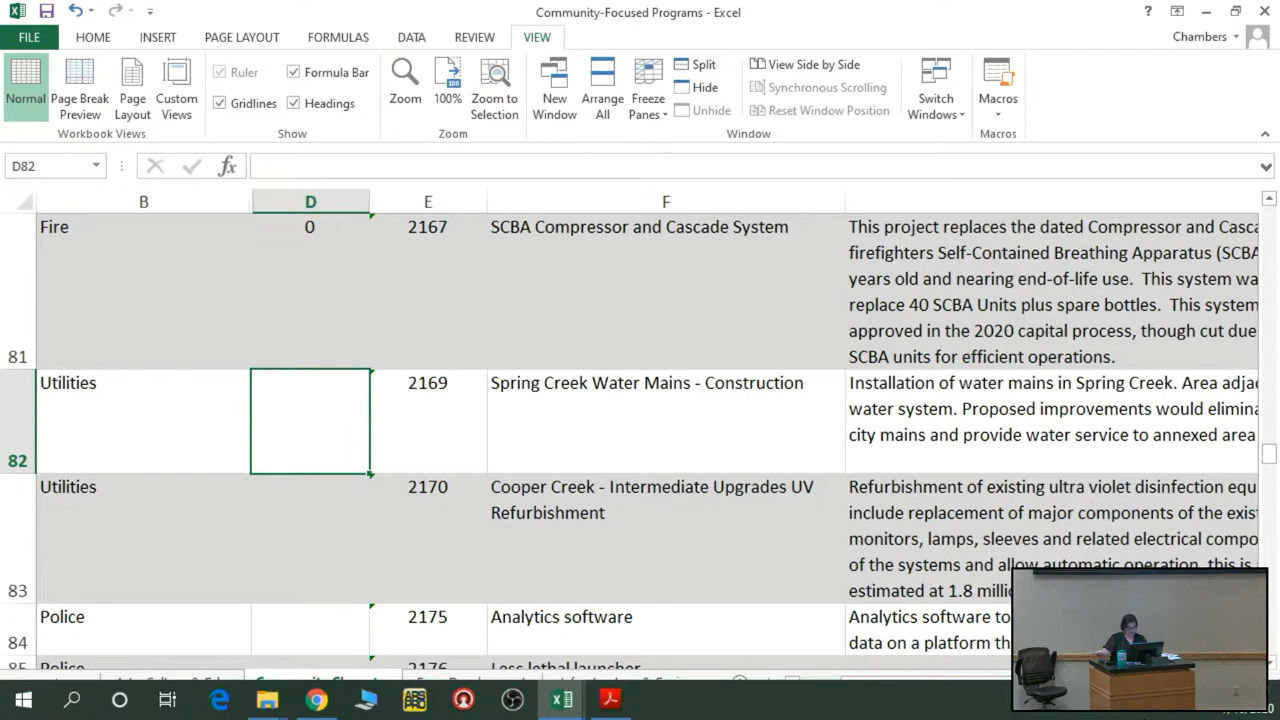 Community-Focused Programs - Excel
FILE HOME INSERT PAGE LAYOUT FORMULAS DATA REVIEW VIEW
Chambers
Normal
Page Break Preview
Page Layout
Custom Views
Workbook Views
Ruler
Formula Bar
Gridlines
Headings
Show
Zoom
100%
Zoom to Selection
Zoom
New Window
Arrange All
Freeze Panes
Split
Hide
Unhide
View Side by Side
Synchronous Scrolling
Reset Window Position
Window
Switch Windows
Macros
Macros
D82
fx
B D E F
81 Fire 0 2167 SCBA Compressor and Cascade System
This project replaces the dated Compressor and Casca
firefighters Self-Contained Breathing Apparatus (SCBA
years old and nearing end-of-life use. This system wa
replace 40 SCBA Units plus spare bottles. This system
approved in the 2020 capital process, though cut due
SCBA units for efficient operations.
82 Utilities 2169 Spring Creek Water Mains - Construction
Installation of water mains in Spring Creek. Area adja
water system. Proposed improvements would elimina
city mains and provide water service to annexed area
83 Utilities 2170 Cooper Creek - Intermediate Upgrades UV
Refurbishment
Refurbishment of existing ultra violet disinfection equ
include replacement of major components of the exis
monitors, lamps, sleeves and related electrical compo
of the systems and allow automatic operation, this is
estimated at 1.8 milli
84 Police 2175 Analytics software
Analytics software to
data on a platform th
85 Police 2176 Less lethal launcher